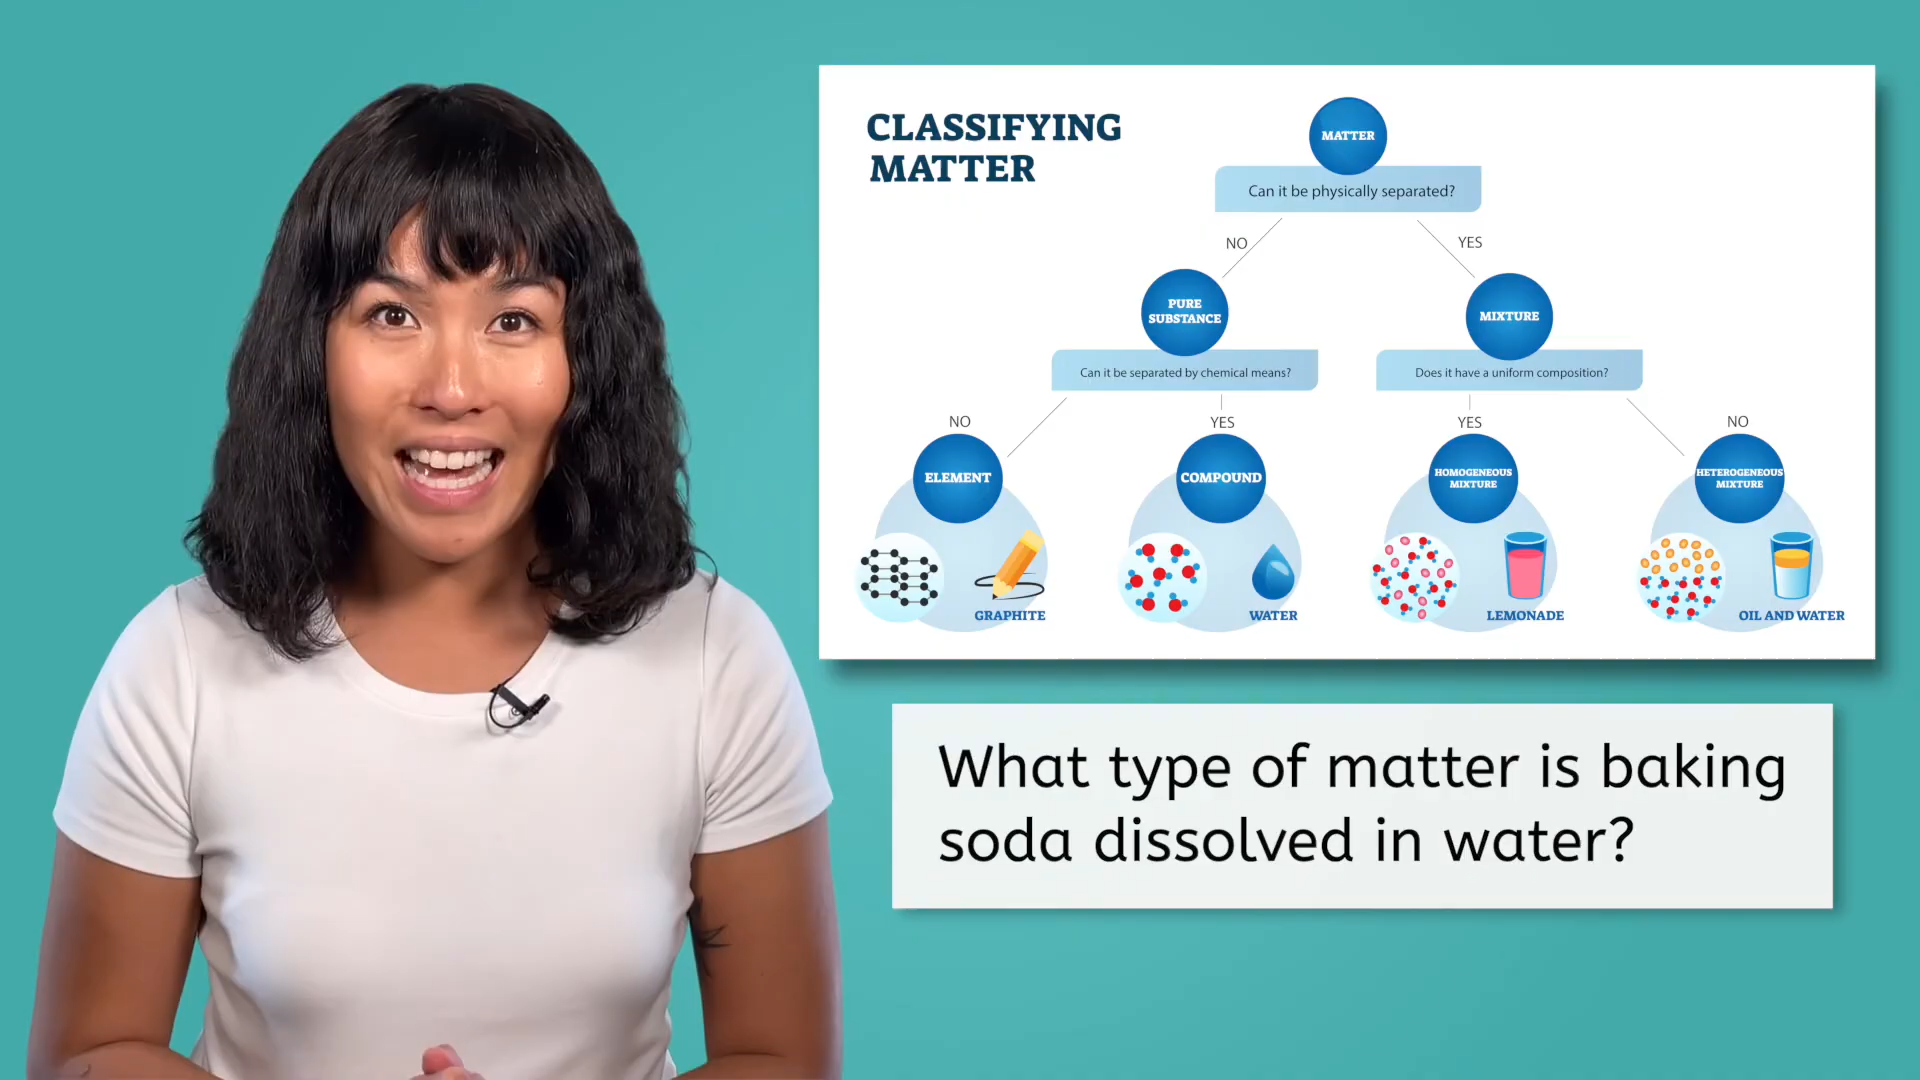 CLASSIFYING
MATTER
MATTER
Can it be physically separated?
NO
YES
PURE
SUBSTANCE
MIXTURE
Can it be separated by chemical means?
Does it have a uniform composition?
NO
YES
YES
NO
ELEMENT
COMPOUND
HOMOGENEOUS
MIXTURE
HETEROGENEOUS
MIXTURE
GRAPHITE
WATER
LEMONADE
OIL AND WATER
What type of matter is baking
soda dissolved in water?